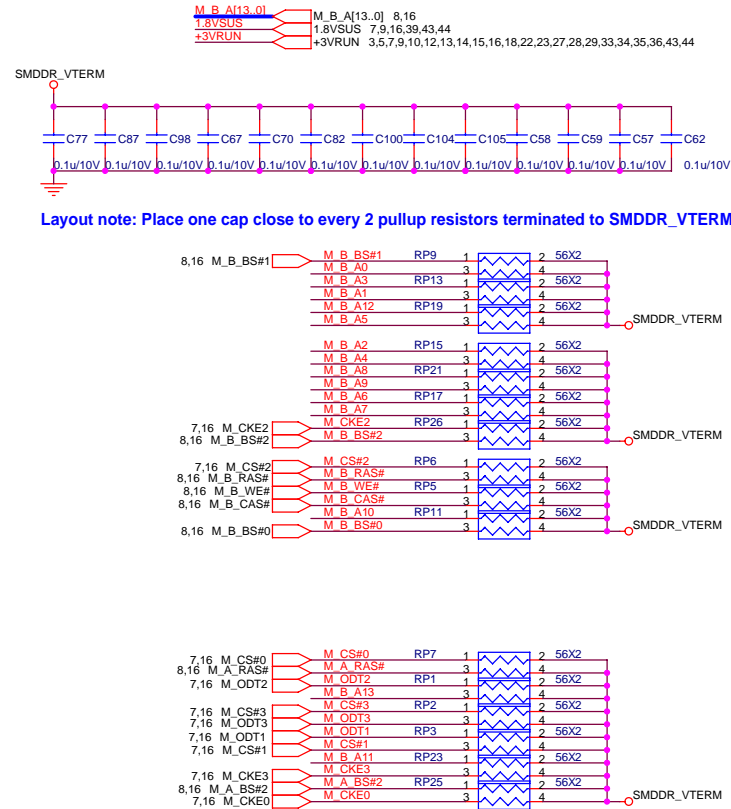 M_B_A[13..0] M_B_A[13..0] 8,16
1.8VSUS 1.8VSUS 7,9,16,39,43,44
+3VRUN +3VRUN 3,5,7,9,10,12,13,14,15,16,18,22,23,27,28,29,33,34,35,36,43,44
SMDDR_VTERM
C77 C87 C98 C67 C70 C82 C100 C104 C105 C58 C59 C57 C62
0.1u/10V 0.1u/10V 0.1u/10V 0.1u/10V 0.1u/10V 0.1u/10V 0.1u/10V 0.1u/10V 0.1u/10V 0.1u/10V 0.1u/10V 0.1u/10V 0.1u/10V
Layout note: Place one cap close to every 2 pullup resistors terminated to SMDDR_VTERM
8,16 M_B_BS#1 M_B_BS#1 RP9 1 2 56X2
M_B_A0 3 4
M_B_A3 RP13 1 2 56X2
M_B_A1 3 4
M_B_A12 RP19 1 2 56X2
M_B_A5 3 4 SMDDR_VTERM
M_B_A2 RP15 1 2 56X2
M_B_A4 3 4
M_B_A8 RP21 1 2 56X2
M_B_A9 3 4
M_B_A6 RP17 1 2 56X2
M_B_A7 3 4
7,16 M_CKE2 M_CKE2 RP26 1 2 56X2
8,16 M_B_BS#2 M_B_BS#2 3 4 SMDDR_VTERM
7,16 M_CS#2 M_CS#2 RP6 1 2 56X2
8,16 M_B_RAS# M_B_RAS# 3 4
8,16 M_B_WE# M_B_WE# RP5 1 2 56X2
8,16 M_B_CAS# M_B_CAS# 3 4
M_B_A10 RP11 1 2 56X2
8,16 M_B_BS#0 M_B_BS#0 3 4 SMDDR_VTERM
7,16 M_CS#0 M_CS#0 RP7 1 2 56X2
8,16 M_A_RAS# M_A_RAS# 3 4
7,16 M_ODT2 M_ODT2 RP1 1 2 56X2
M_B_A13 3 4
7,16 M_CS#3 M_CS#3 RP2 1 2 56X2
7,16 M_ODT3 M_ODT3 3 4
7,16 M_ODT1 M_ODT1 RP3 1 2 56X2
7,16 M_CS#1 M_CS#1 3 4
M_B_A11 RP23 1 2 56X2
7,16 M_CKE3 M_CKE3 3 4
8,16 M_A_BS#2 M_A_BS#2 RP25 1 2 56X2
7,16 M_CKE0 M_CKE0 3 4 SMDDR_VTERM